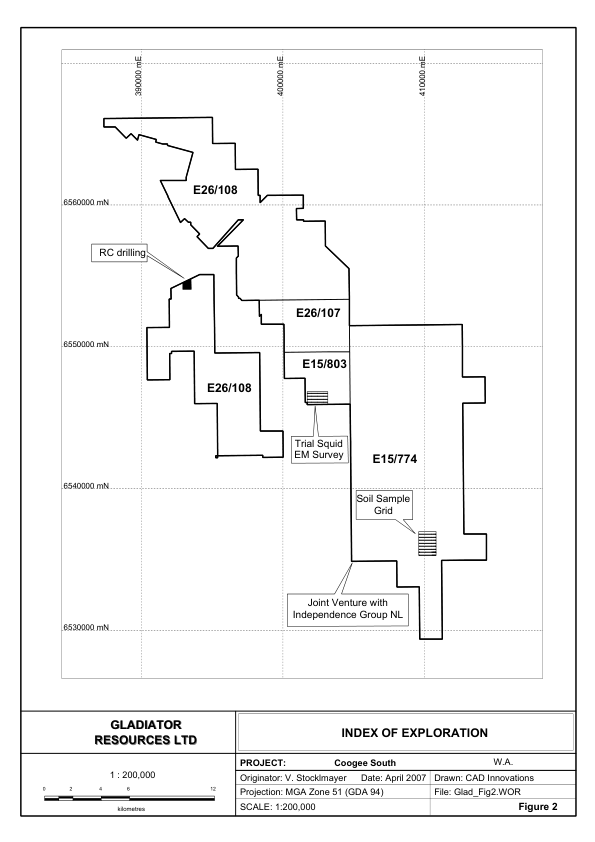 390000 mE
400000 mE
410000 mE
E26/108
6560000 mN
RC drilling
E26/107
6550000 mN
E15/803
E26/108
Trial Squid
EM Survey
E15/774
6540000 mN
Soil Sample
Grid
Joint Venture with
Independence Group NL
6530000 mN
GLADIATOR
RESOURCES LTD
INDEX OF EXPLORATION
PROJECT: Coogee South W.A.
1 : 200,000
Originator: V. Stocklmayer Date: April 2007 Drawn: CAD Innovations
0 2 4 6 12
Projection: MGA Zone 51 (GDA 94) File: Glad_Fig2.WOR
kilometres
SCALE: 1:200,000 Figure 2